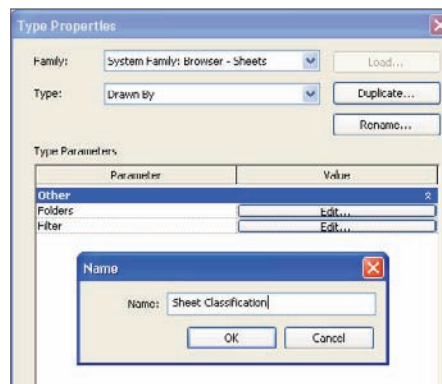 Type Properties
Family: System Family: Browser - Sheets Load...
Type: Drawn By Duplicate...
Rename...
Type Parameters
Parameter Value
Other
Folders Edit...
Filter Edit...
Name
Name: Sheet Classification
OK Cancel